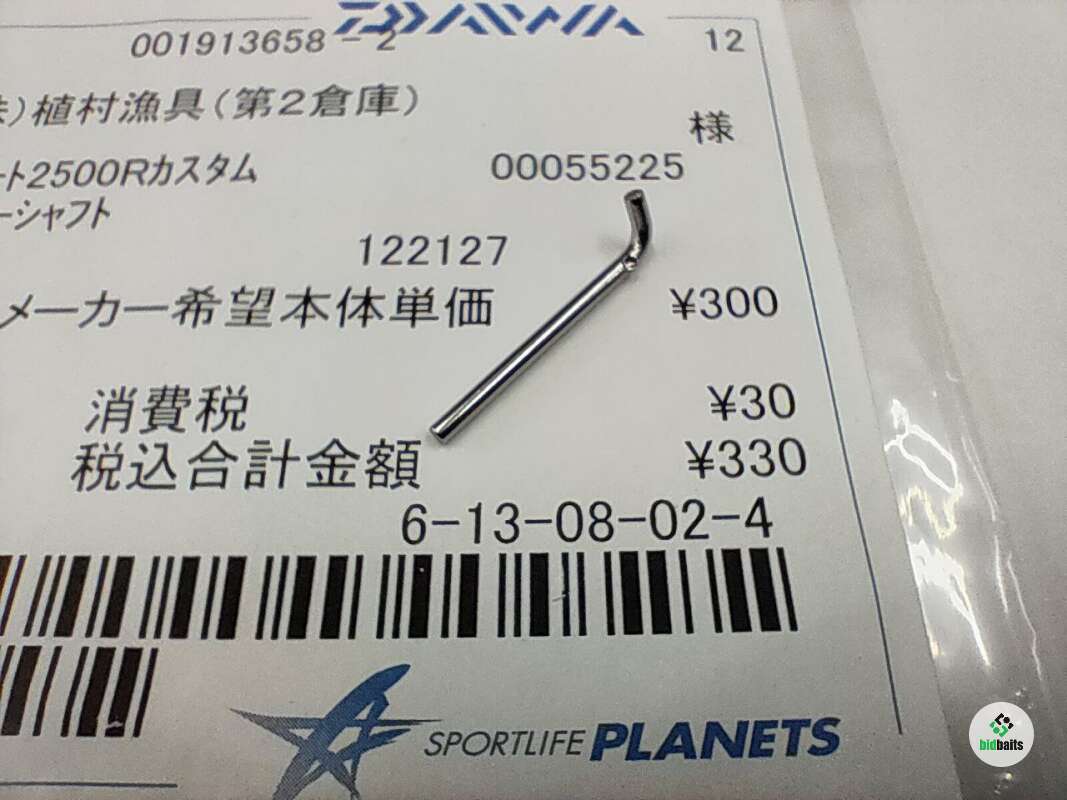 DAIWA
001913658-2 12
)植村漁具(第2倉庫)
様
ート2500Rカスタム 00055225
ーシャフト
122127
メーカー希望本体単価 ¥300
消費税 ¥30
税込合計金額 ¥330
6-13-08-02-4
SPORTLIFE PLANETS
bidbaits